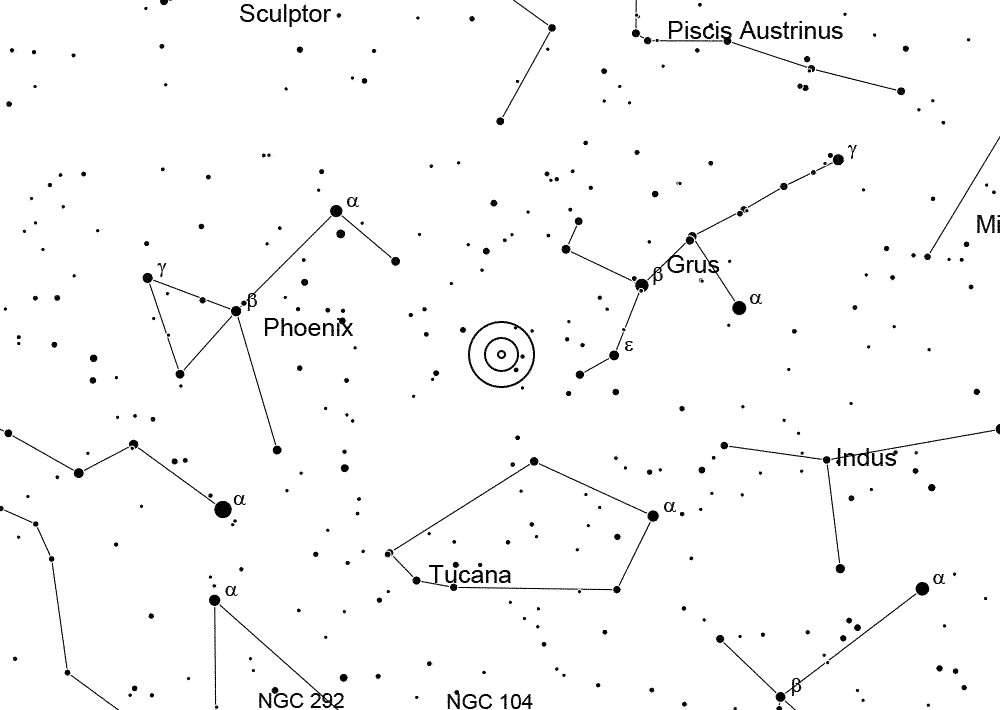 Sculptor
Piscis Austrinus
γ
α
Mi
γ
β
Grus
β
α
Phoenix
ε
Indus
α
α
Tucana
α
α
β
NGC 292
NGC 104